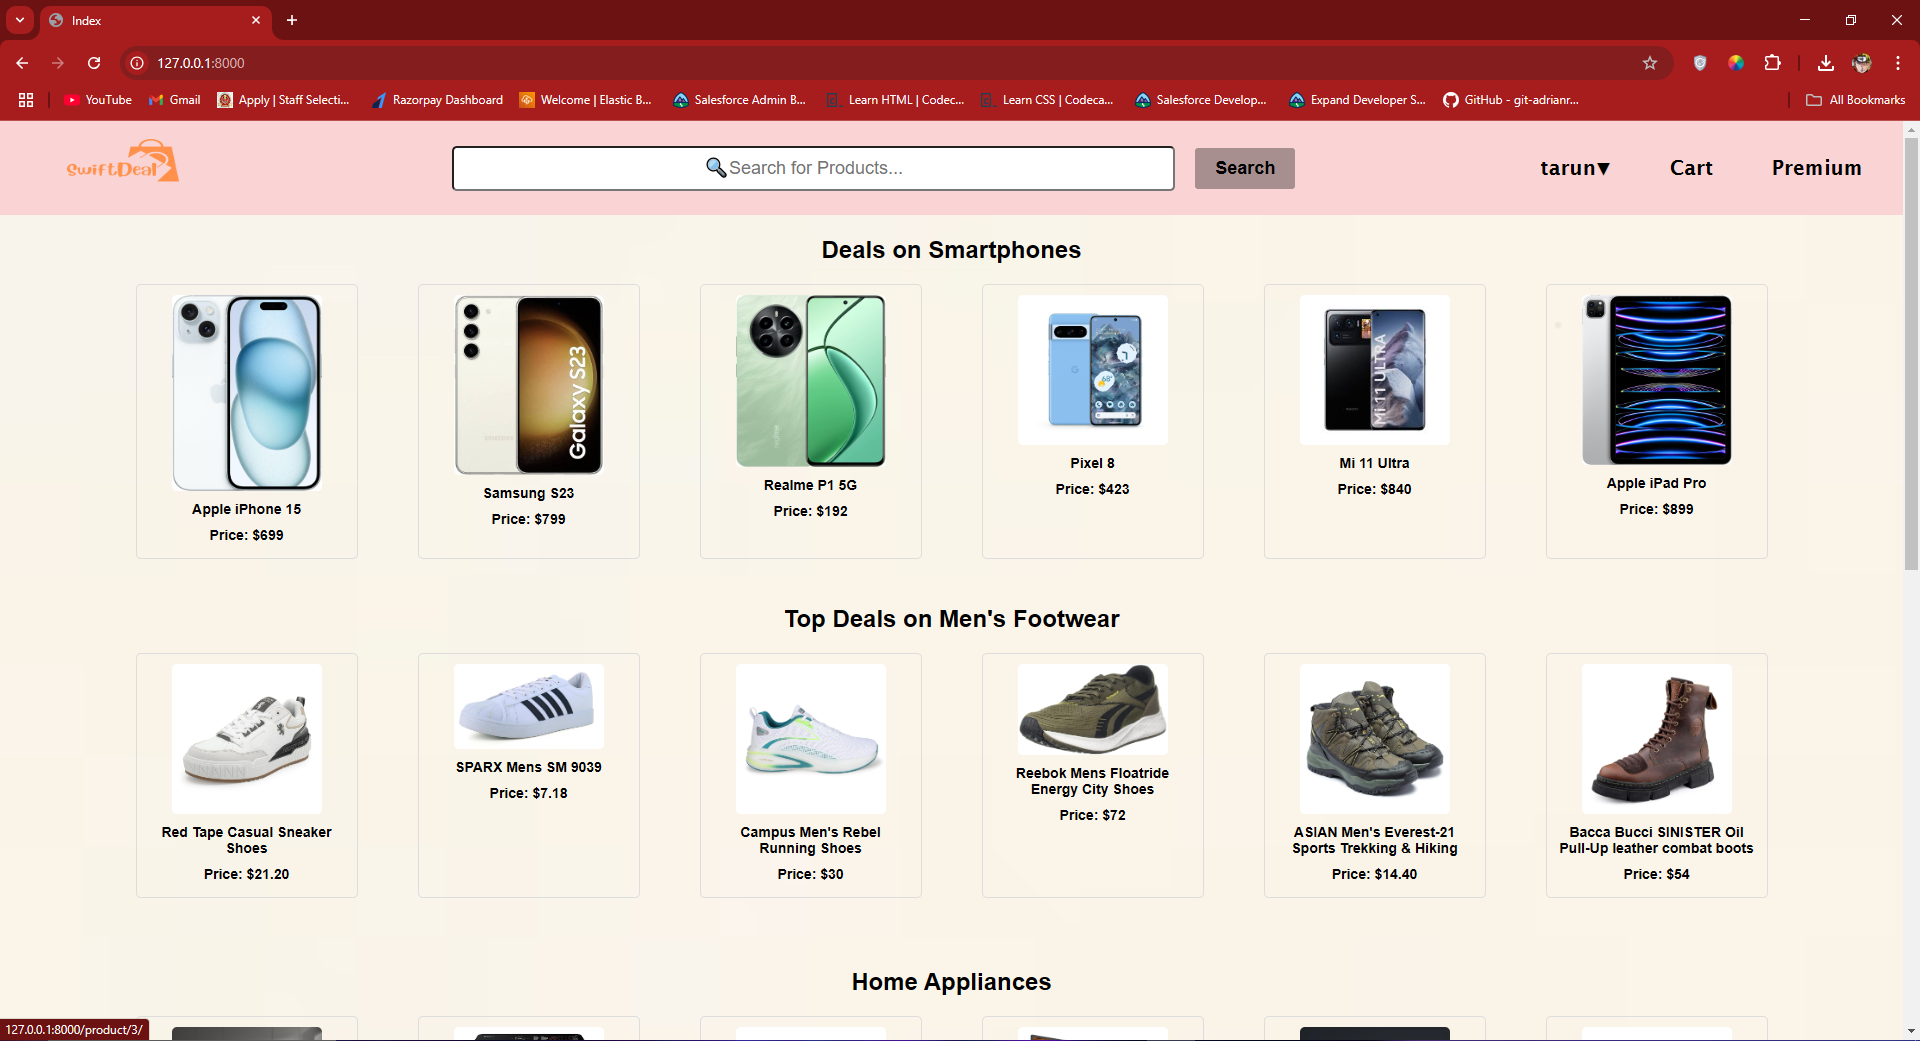 Index
127.0.0.1:8000
YouTube
Gmail
Apply | Staff Selecti...
Razorpay Dashboard
Welcome | Elastic B...
Salesforce Admin B...
Learn HTML | Codec...
Learn CSS | Codeca...
Salesforce Develop...
Expand Developer S...
GitHub - git-adrianr...
All Bookmarks
SwiftDeal
Search for Products...
Search
tarun▼
Cart
Premium
Deals on Smartphones
Galaxy S23
Mi 11 ULTRA
Apple iPhone 15
Price: $699
Samsung S23
Price: $799
Realme P1 5G
Price: $192
Pixel 8
Price: $423
Mi 11 Ultra
Price: $840
Apple iPad Pro
Price: $899
Top Deals on Men's Footwear
Red Tape Casual Sneaker
Shoes
Price: $21.20
SPARX Mens SM 9039
Price: $7.18
Campus Men's Rebel
Running Shoes
Price: $30
Reebok Mens Floatride
Energy City Shoes
Price: $72
ASIAN Men's Everest-21
Sports Trekking & Hiking
Price: $14.40
Bacca Bucci SINISTER Oil
Pull-Up leather combat boots
Price: $54
Home Appliances
127.0.0.1:8000/product/3/